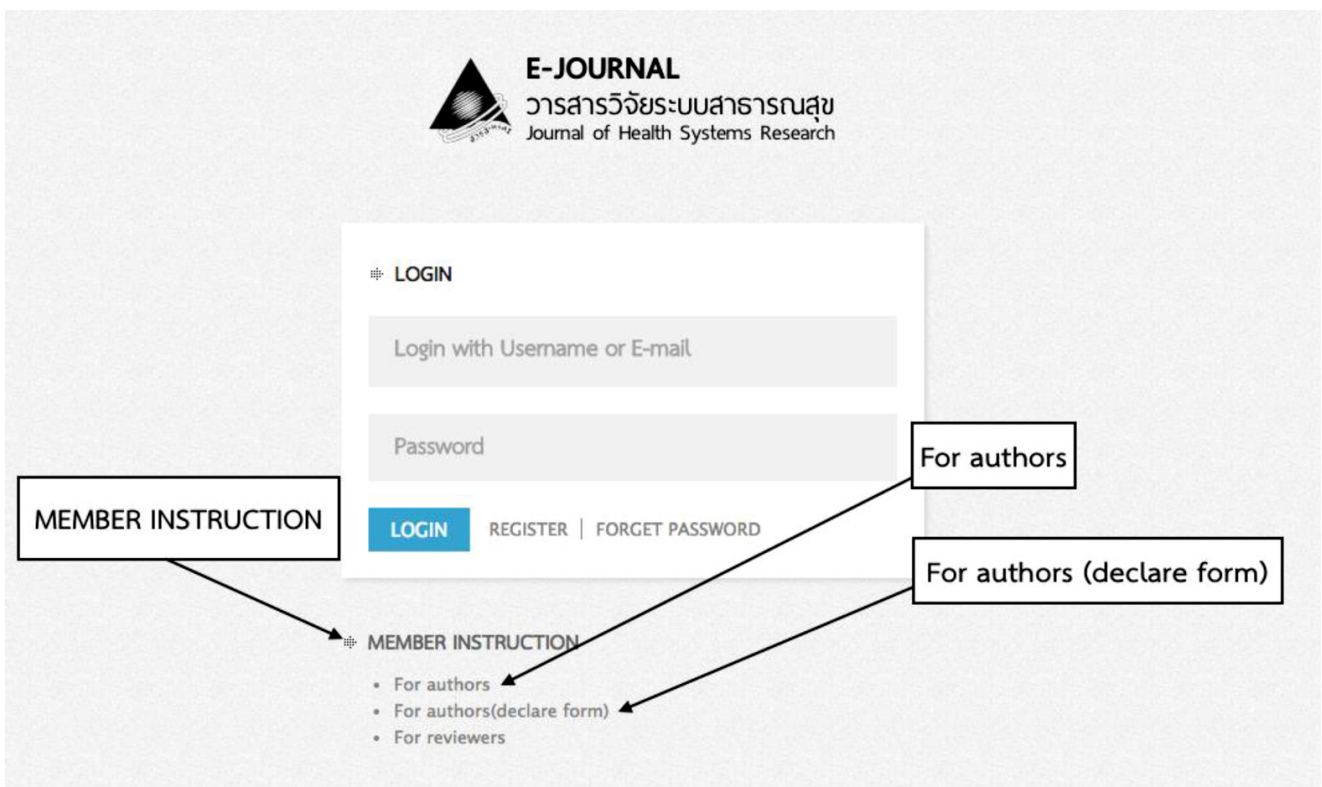 E-JOURNAL
วารสารวิจัยระบบสาธารณสุข
Journal of Health Systems Research
LOGIN
Login with Username or E-mail
Password
For authors
MEMBER INSTRUCTION
LOGIN REGISTER | FORGET PASSWORD
For authors (declare form)
MEMBER INSTRUCTION
• For authors
• For authors(declare form)
• For reviewers